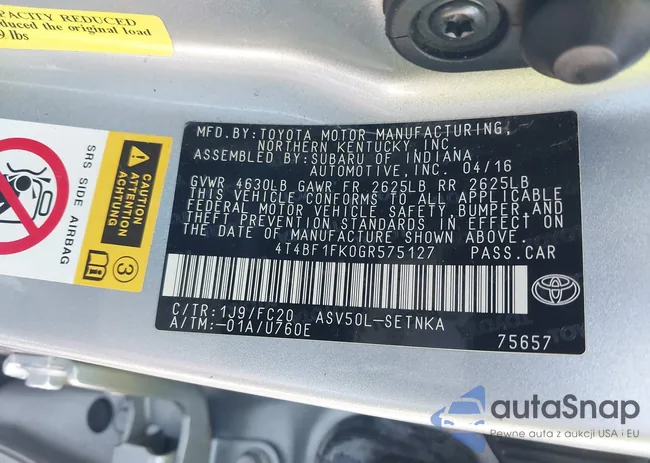 PACITY REDUCED
duced the original load
9 lbs
SRS SIDE AIRBAG
CAUTION
ATTENTION
ACHTUNG
3
MFD.BY:TOYOTA MOTOR MANUFACTURING,
NORTHERN KENTUCKY,INC.
ASSEMBLED BY:SUBARU OF INDIANA
AUTOMOTIVE,INC. 04/16
GVWR 4630LB GAWR FR 2625LB RR 2625LB
THIS VEHICLE CONFORMS TO ALL APPLICABLE
FEDERAL MOTOR VEHICLE SAFETY,BUMPER,AND
THEFT PREVENTION STANDARDS IN EFFECT ON
THE DATE OF MANUFACTURE SHOWN ABOVE.
4T4BF1FK0GR575127 PASS.CAR
C/TR:1J9/FC20 ASV50L-SETNKA
A/TM:-01A/U760E
75657
TOYOTA
autaSnap
Pewne auta z aukcji USA i EU